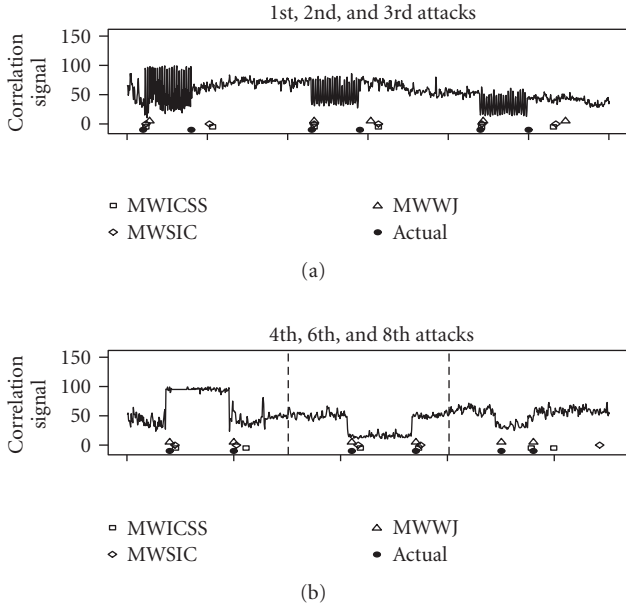 1st, 2nd, and 3rd attacks
150
100
50
0
Correlation
signal
MWICSS
MWWJ
MWSIC
Actual
(a)
4th, 6th, and 8th attacks
150
100
50
0
Correlation
signal
MWICSS
MWWJ
MWSIC
Actual
(b)